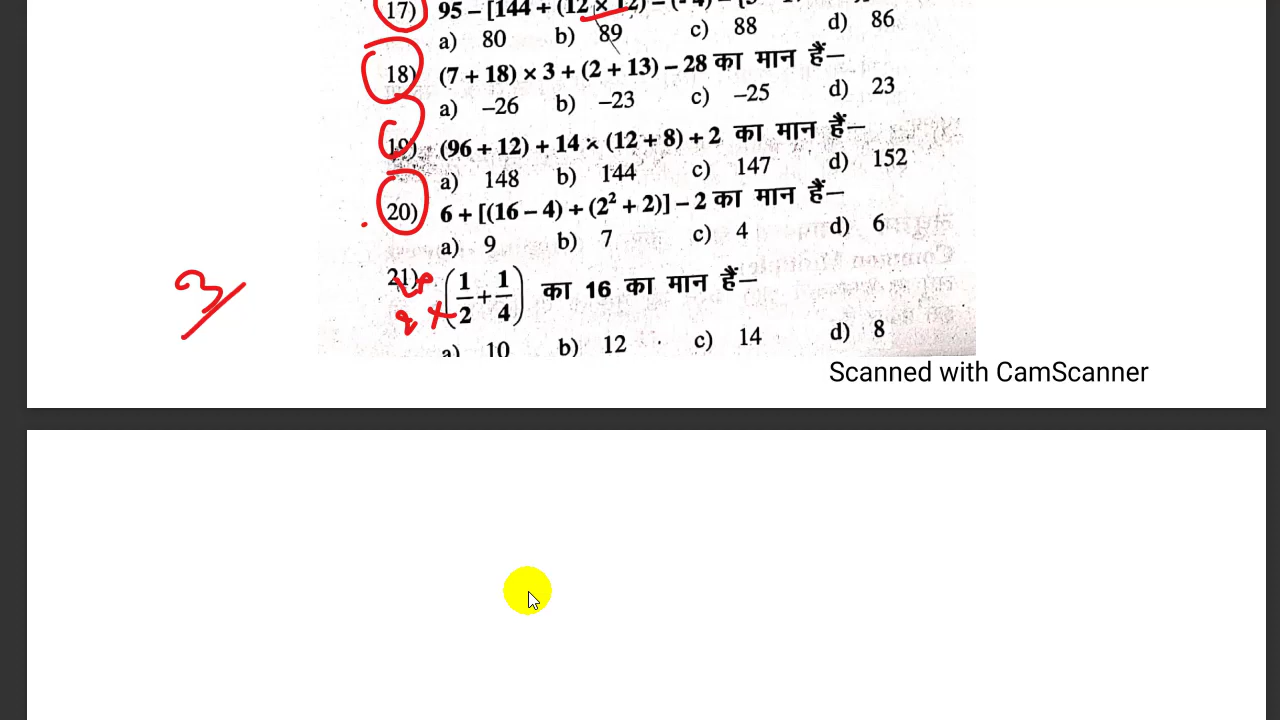 17) 95 – [144 + (12 × 12) – (- 4) – [3
a) 80 b) 89 c) 88 d) 86
18) (7 + 18) × 3 + (2 + 13) – 28 का मान हैं—
a) –26 b) –23 c) –25 d) 23
19) (96 + 12) + 14 × (12 + 8) + 2 का मान हैं—
a) 148 b) 144 c) 147 d) 152
20) 6 + [(16 – 4) + (2² + 2)] – 2 का मान हैं—
a) 9 b) 7 c) 4 d) 6
21) (1/2 + 1/4) का 16 का मान हैं—
a) 10 b) 12 c) 14 d) 8
Scanned with CamScanner